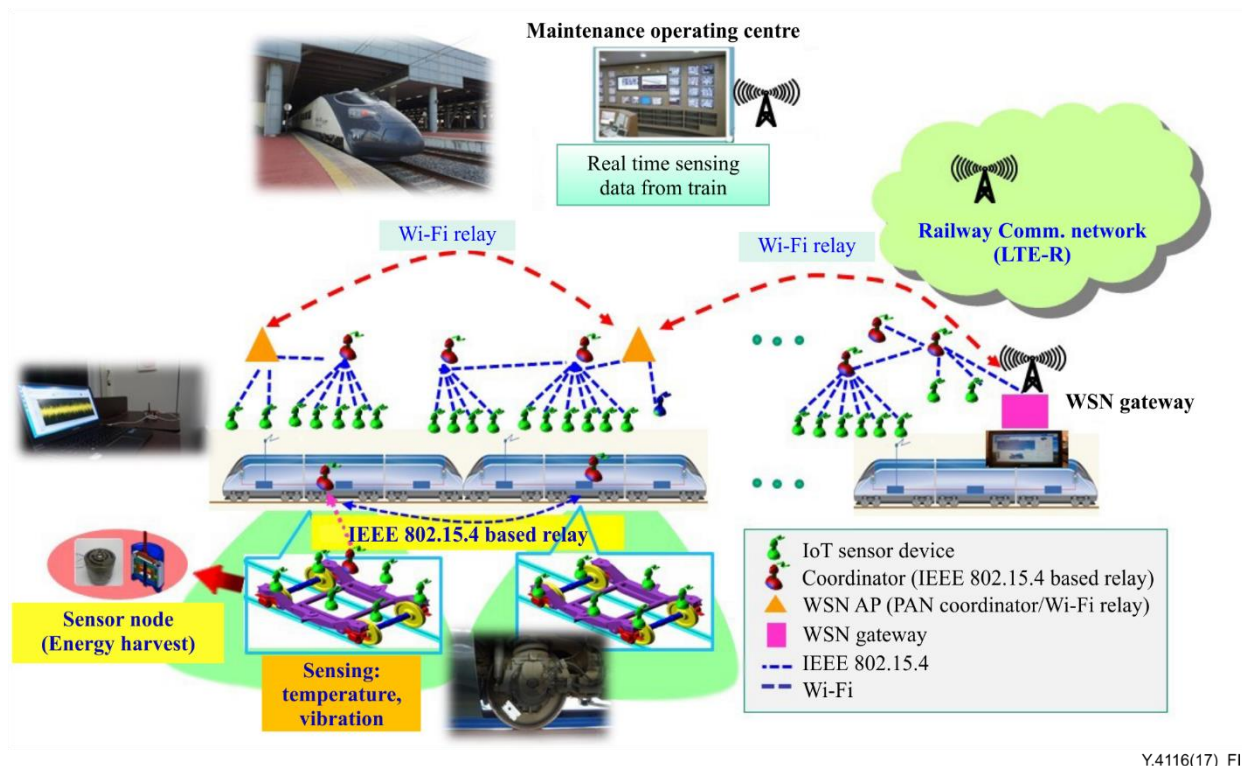 Maintenance operating centre
Real time sensing
data from train
Railway Comm. network
(LTE-R)
Wi-Fi relay
Wi-Fi relay
WSN gateway
IEEE 802.15.4 based relay
Sensor node
(Energy harvest)
Sensing:
temperature,
vibration
IoT sensor device
Coordinator (IEEE 802.15.4 based relay)
WSN AP (PAN coordinator/Wi-Fi relay)
WSN gateway
IEEE 802.15.4
Wi-Fi
Y.4116(17)_FI